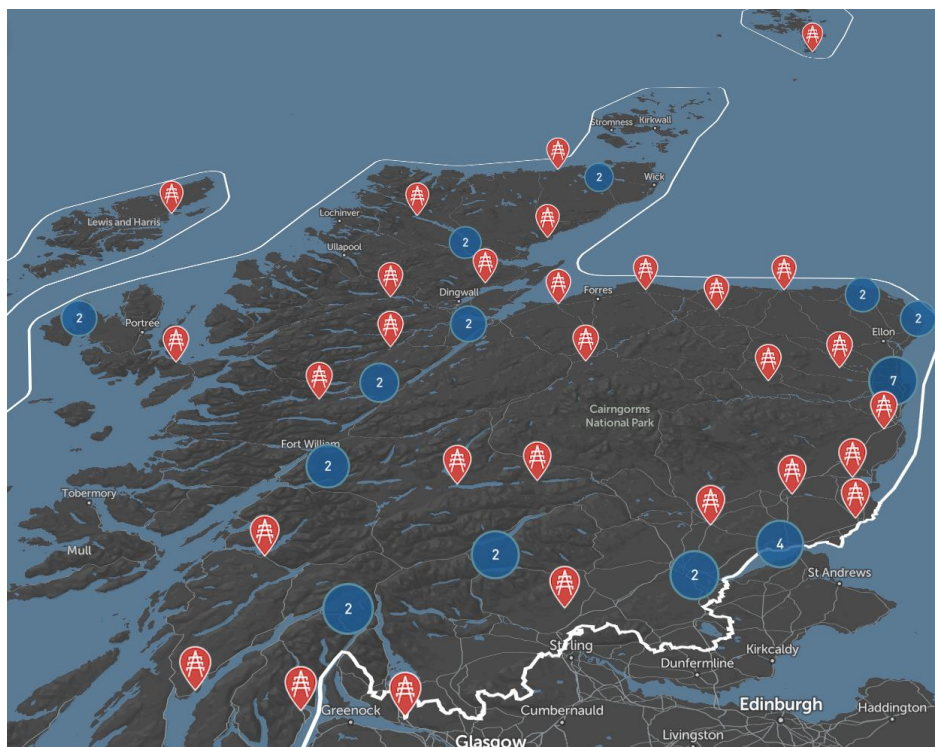 Stromness
Kirkwall
2
Wick
Lewis and Harris
Lochinver
2
Ullapool
Dingwall
Forres
2
2
Portree
2
2
Ellon
7
2
Cairngorms
National Park
Fort William
2
Tobermory
Mull
4
2
2
St Andrews
2
Stirling
Kirkcaldy
Dunfermline
Greenock
Cumbernauld
Edinburgh
Haddington
Livingston
Glasgow